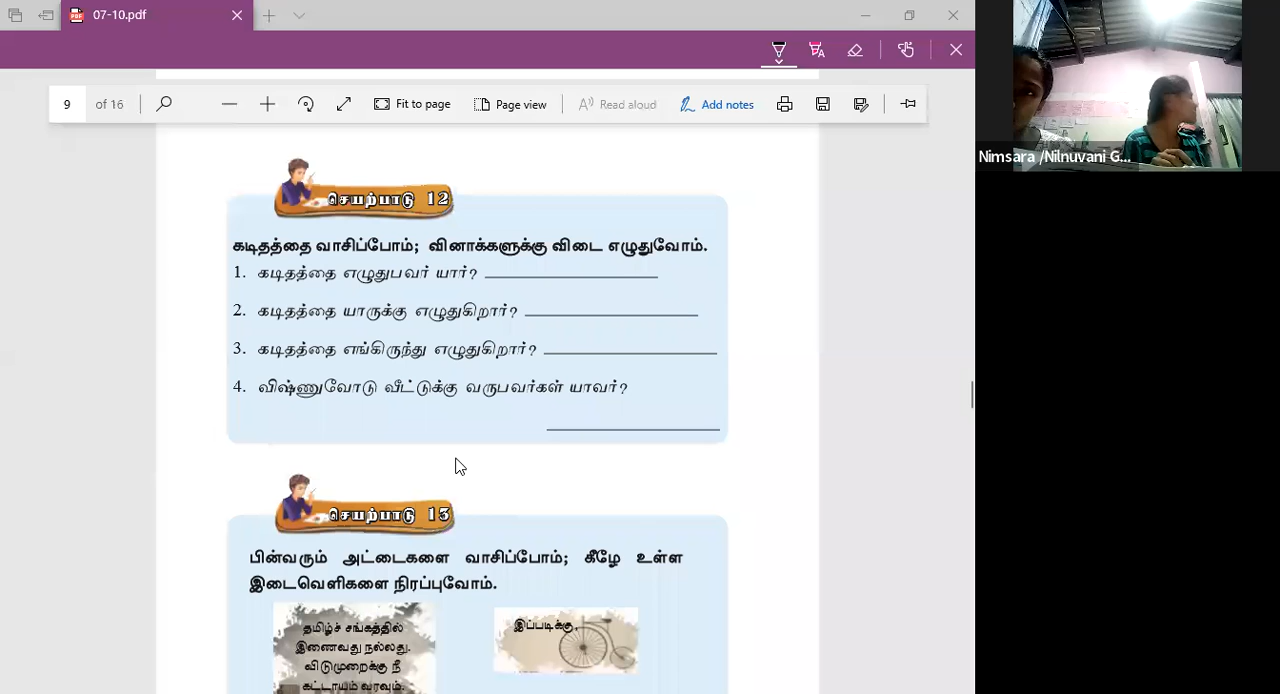 07-10.pdf
9 of 16
Fit to page
Page view
Read aloud
Add notes
Nimsara /Nilnuvani G...
செயற்பாடு 12
கடிதத்தை வாசிப்போம்; வினாக்களுக்கு விடை எழுதுவோம்.
1. கடிதத்தை எழுதுபவர் யார்?
2. கடிதத்தை யாருக்கு எழுதுகிறார்?
3. கடிதத்தை எங்கிருந்து எழுதுகிறார்?
4. விஷ்ணுவோடு வீட்டுக்கு வருபவர்கள் யாவர்?
செயற்பாடு 13
பின்வரும் அட்டைகளை வாசிப்போம்; கீழே உள்ள
இடைவெளிகளை நிரப்புவோம்.
தமிழ்ச் சங்கத்தில்
இணைவது நல்லது.
விடுமுறைக்கு நீ
கட்டாயம் வரவும்.
இப்படிக்கு,